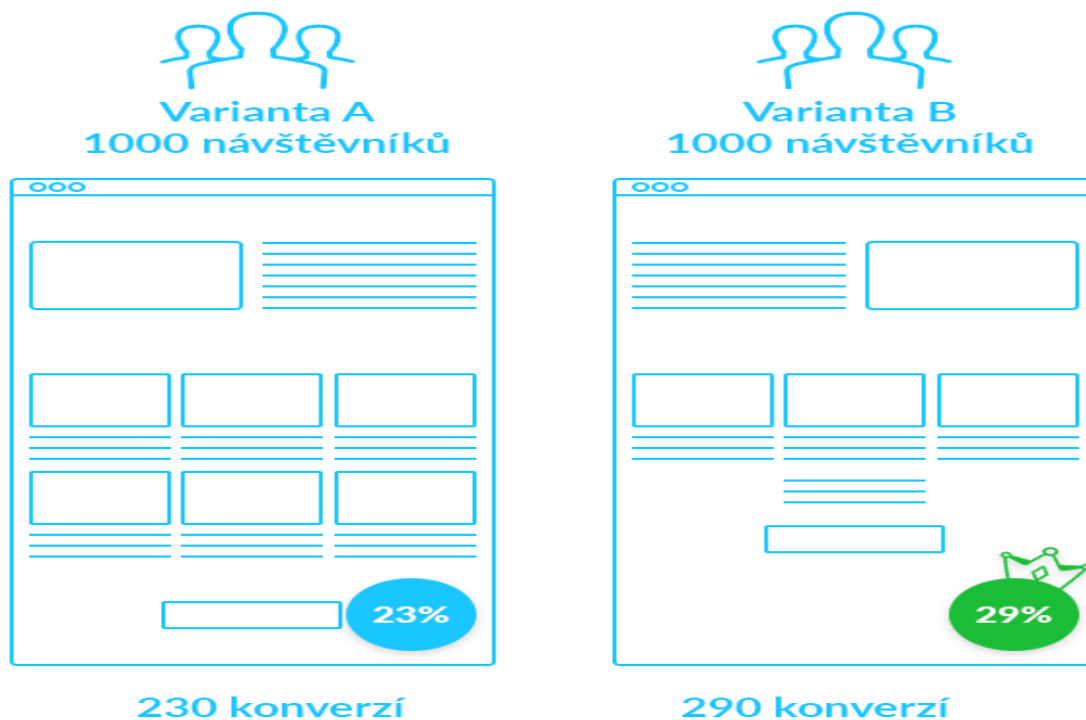 Varianta A
1000 návštěvníků
23%
230 konverzí
Varianta B
1000 návštěvníků
29%
290 konverzí